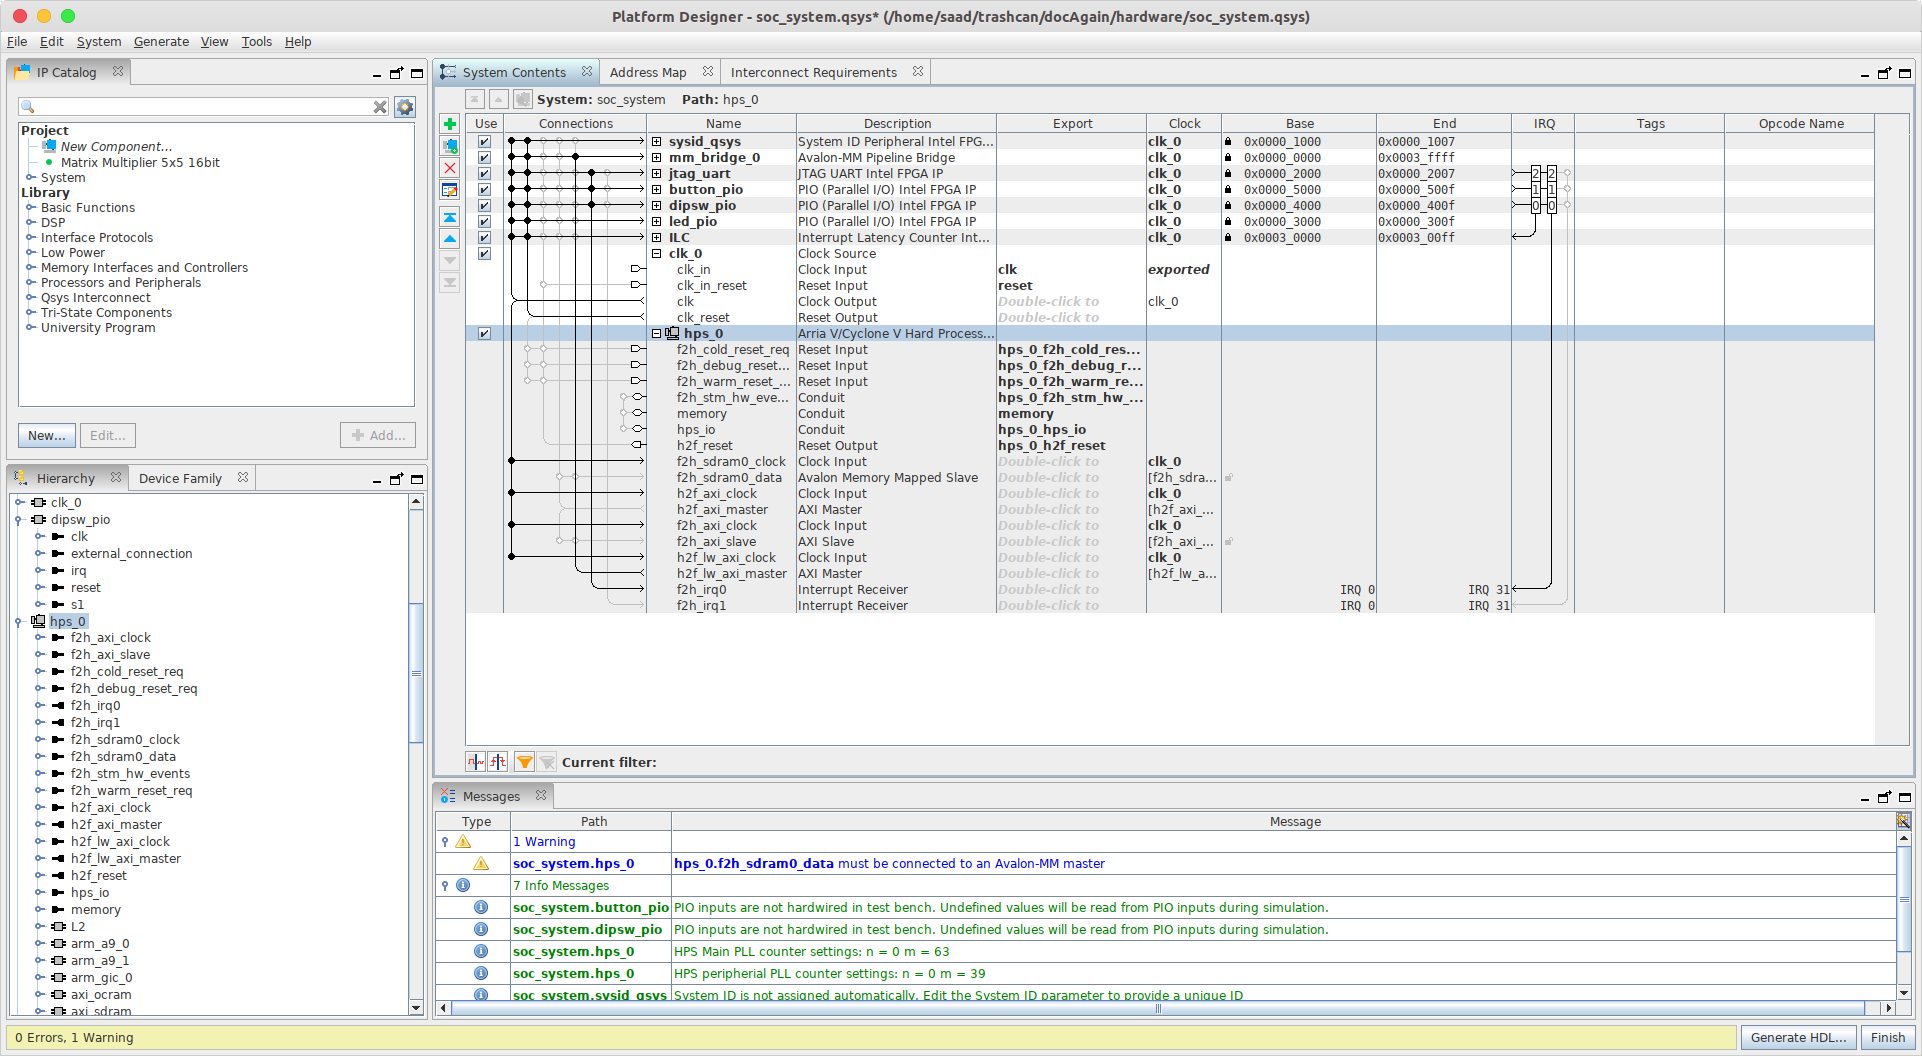 Platform Designer - soc_system.qsys* (/home/saad/trashcan/docAgain/hardware/soc_system.qsys)
File Edit System Generate View Tools Help
IP Catalog
Project
New Component...
Matrix Multiplier 5x5 16bit
System
Library
Basic Functions
DSP
Interface Protocols
Low Power
Memory Interfaces and Controllers
Processors and Peripherals
Qsys Interconnect
Tri-State Components
University Program
New... Edit... Add...
Hierarchy Device Family
clk_0
dipsw_pio
clk
external_connection
irq
reset
s1
hps_0
f2h_axi_clock
f2h_axi_slave
f2h_cold_reset_req
f2h_debug_reset_req
f2h_irq0
f2h_irq1
f2h_sdram0_clock
f2h_sdram0_data
f2h_stm_hw_events
f2h_warm_reset_req
h2f_axi_clock
h2f_axi_master
h2f_lw_axi_clock
h2f_lw_axi_master
h2f_reset
hps_io
memory
L2
arm_a9_0
arm_a9_1
arm_gic_0
axi_ocram
axi_sdram
System Contents Address Map Interconnect Requirements
System: soc_system Path: hps_0
Use Connections Name Description Export Clock Base End IRQ Tags Opcode Name
sysid_qsys System ID Peripheral Intel FPG... clk_0 0x0000_1000 0x0000_1007
mm_bridge_0 Avalon-MM Pipeline Bridge clk_0 0x0000_0000 0x0003_ffff
jtag_uart JTAG UART Intel FPGA IP clk_0 0x0000_2000 0x0000_2007 2 2
button_pio PIO (Parallel I/O) Intel FPGA IP clk_0 0x0000_5000 0x0000_500f 1 1
dipsw_pio PIO (Parallel I/O) Intel FPGA IP clk_0 0x0000_4000 0x0000_400f 0 0
led_pio PIO (Parallel I/O) Intel FPGA IP clk_0 0x0000_3000 0x0000_300f
ILC Interrupt Latency Counter Int... clk_0 0x0003_0000 0x0003_00ff
clk_0 Clock Source
clk_in Clock Input clk exported
clk_in_reset Reset Input reset
clk Clock Output Double-click to clk_0
clk_reset Reset Output Double-click to
hps_0 Arria V/Cyclone V Hard Process...
f2h_cold_reset_req Reset Input hps_0_f2h_cold_res...
f2h_debug_reset... Reset Input hps_0_f2h_debug_r...
f2h_warm_reset_... Reset Input hps_0_f2h_warm_re...
f2h_stm_hw_eve... Conduit hps_0_f2h_stm_hw_...
memory Conduit memory
hps_io Conduit hps_0_hps_io
h2f_reset Reset Output hps_0_h2f_reset
f2h_sdram0_clock Clock Input Double-click to clk_0
f2h_sdram0_data Avalon Memory Mapped Slave Double-click to [f2h_sdra...
h2f_axi_clock Clock Input Double-click to clk_0
h2f_axi_master AXI Master Double-click to [h2f_axi_...
f2h_axi_clock Clock Input Double-click to clk_0
f2h_axi_slave AXI Slave Double-click to [f2h_axi_...
h2f_lw_axi_clock Clock Input Double-click to clk_0
h2f_lw_axi_master AXI Master Double-click to [h2f_lw_a...
f2h_irq0 Interrupt Receiver Double-click to IRQ 0 IRQ 31
f2h_irq1 Interrupt Receiver Double-click to IRQ 0 IRQ 31
Current filter:
Messages
Type Path Message
1 Warning
soc_system.hps_0 hps_0.f2h_sdram0_data must be connected to an Avalon-MM master
7 Info Messages
soc_system.button_pio PIO inputs are not hardwired in test bench. Undefined values will be read from PIO inputs during simulation.
soc_system.dipsw_pio PIO inputs are not hardwired in test bench. Undefined values will be read from PIO inputs during simulation.
soc_system.hps_0 HPS Main PLL counter settings: n = 0 m = 63
soc_system.hps_0 HPS peripherial PLL counter settings: n = 0 m = 39
soc_system.sysid_qsys System ID is not assigned automatically. Edit the System ID parameter to provide a unique ID
0 Errors, 1 Warning
Generate HDL... Finish